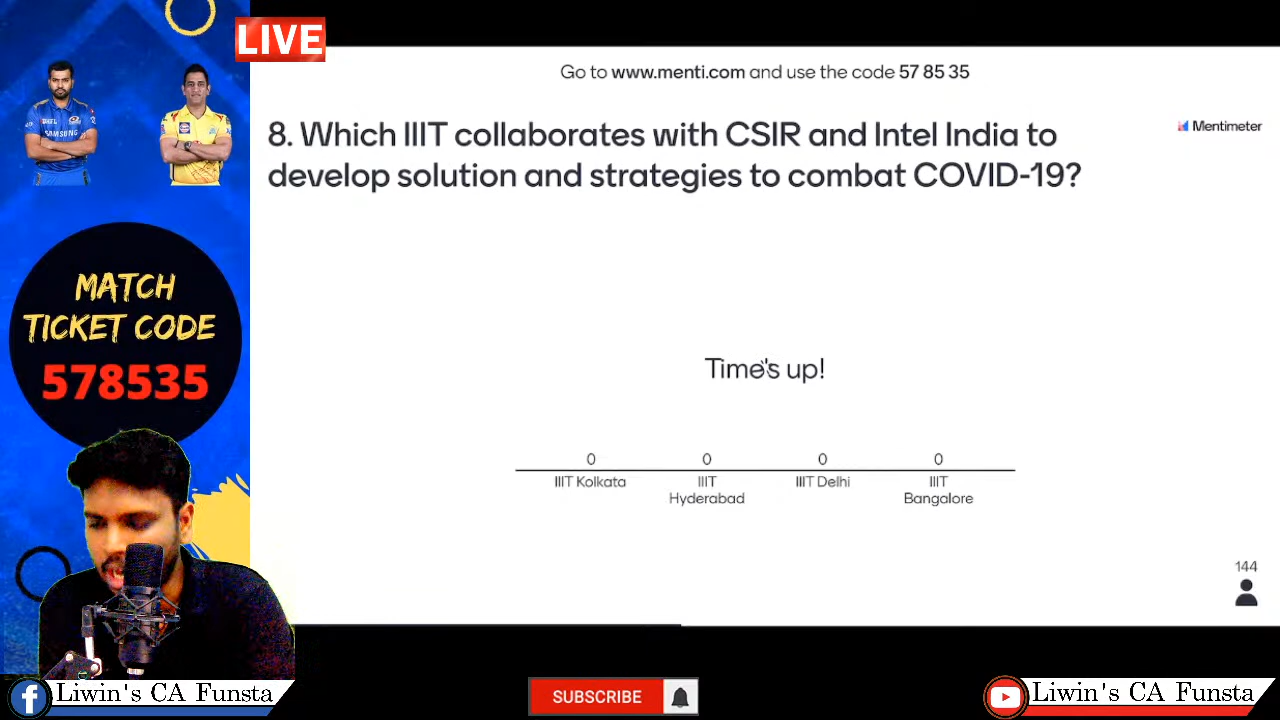 LIVE
Go to www.menti.com and use the code 57 85 35
8. Which IIIT collaborates with CSIR and Intel India to
develop solution and strategies to combat COVID-19?
Mentimeter
SAMSUNG
MATCH
TICKET CODE
578535
Time's up!
0 0 0 0
IIIT Kolkata
IIIT
Hyderabad
IIIT Delhi
IIIT
Bangalore
144
Liwin's CA Funsta
SUBSCRIBE
Liwin's CA Funsta